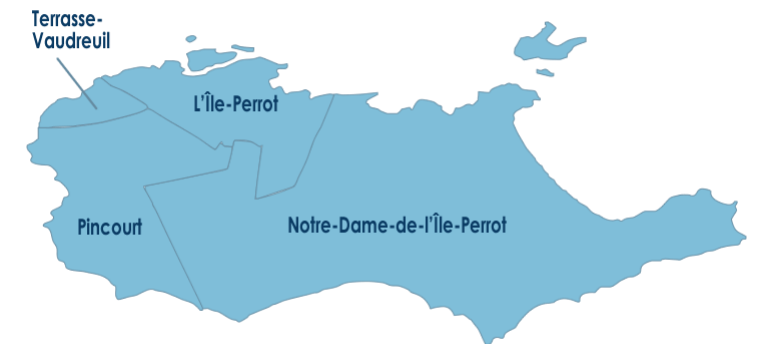 Terrasse-
Vaudreuil
L'Île-Perrot
Pincourt
Notre-Dame-de-l'Île-Perrot